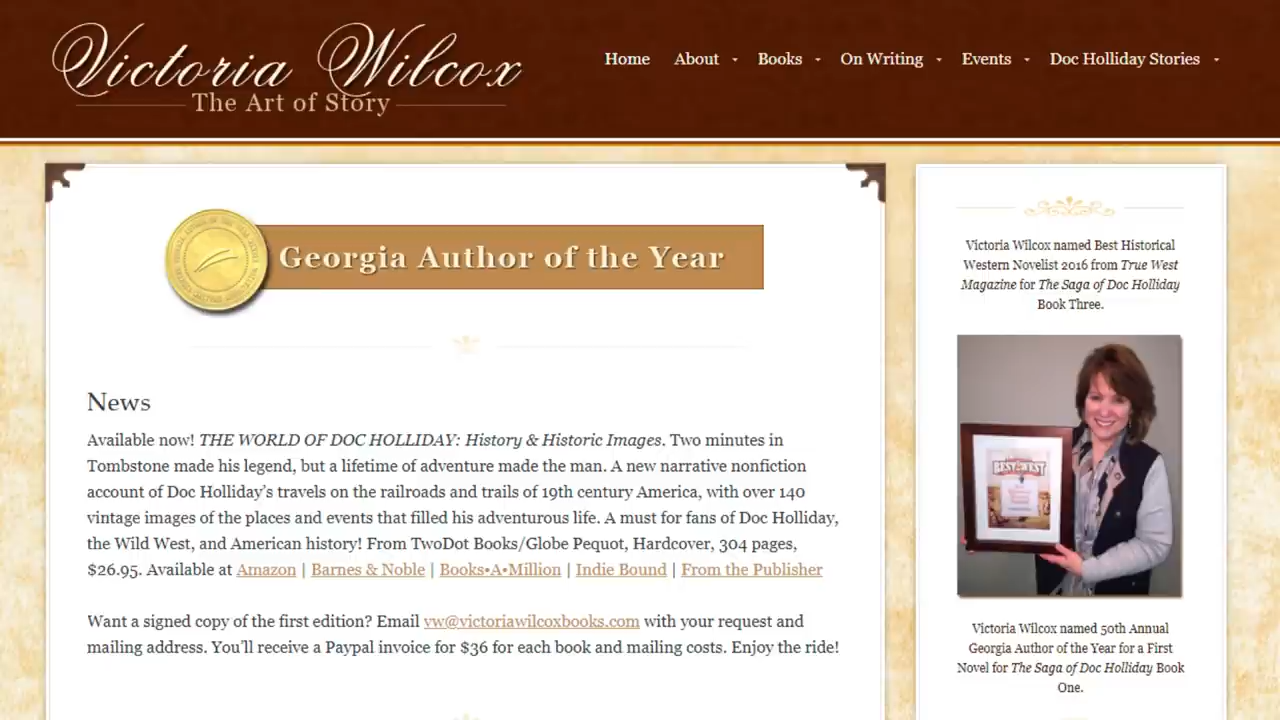 Victoria Wilcox
The Art of Story
Home About Books On Writing Events Doc Holliday Stories
Georgia Author of the Year
News
Available now! THE WORLD OF DOC HOLLIDAY: History & Historic Images. Two minutes in
Tombstone made his legend, but a lifetime of adventure made the man. A new narrative nonfiction
account of Doc Holliday's travels on the railroads and trails of 19th century America, with over 140
vintage images of the places and events that filled his adventurous life. A must for fans of Doc Holliday,
the Wild West, and American history! From TwoDot Books/Globe Pequot, Hardcover, 304 pages,
$26.95. Available at Amazon | Barnes & Noble | Books•A•Million | Indie Bound | From the Publisher
Want a signed copy of the first edition? Email vw@victoriawilcoxbooks.com with your request and
mailing address. You'll receive a Paypal invoice for $36 for each book and mailing costs. Enjoy the ride!
Victoria Wilcox named Best Historical
Western Novelist 2016 from True West
Magazine for The Saga of Doc Holliday
Book Three.
BEST of the WEST
Victoria Wilcox named 50th Annual
Georgia Author of the Year for a First
Novel for The Saga of Doc Holliday Book
One.